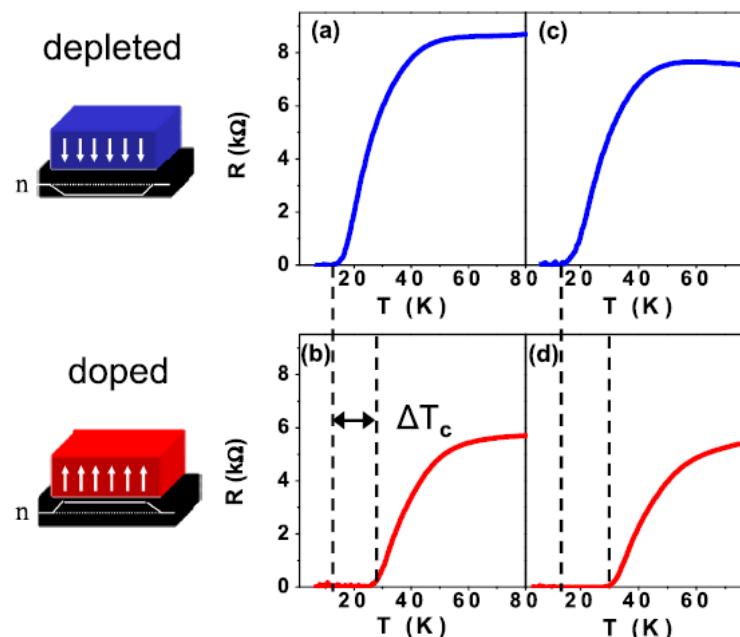 depleted
n
(a)
R (kΩ)
8
6
4
2
0
20 40 60 80
T (K)
(c)
20 40 60
T (K)
doped
n
(b)
ΔTc
R (kΩ)
8
6
4
2
0
20 40 60 80
T (K)
(d)
20 40 60
T (K)